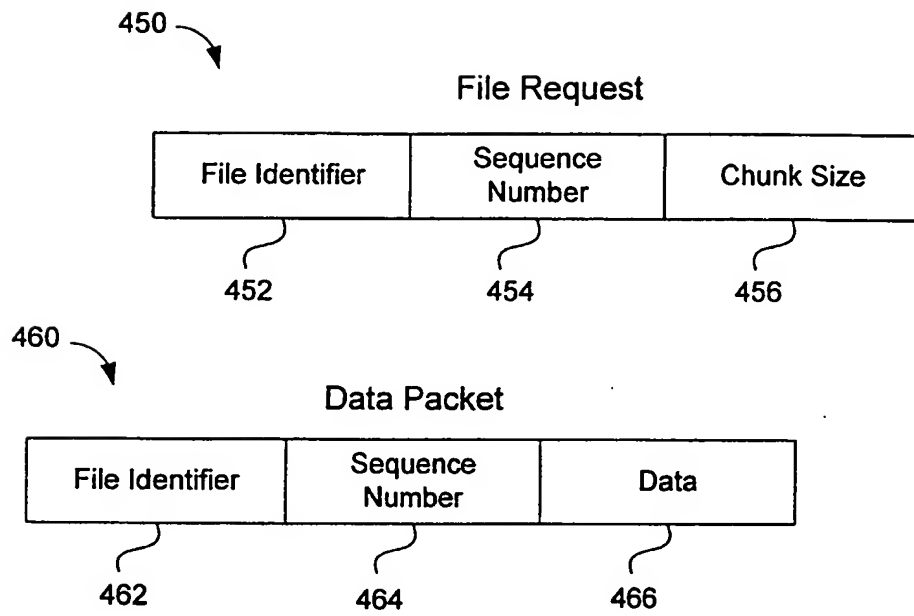 450
File Request
File Identifier
Sequence
Number
Chunk Size
452
454
456
460
Data Packet
File Identifier
Sequence
Number
Data
462
464
466